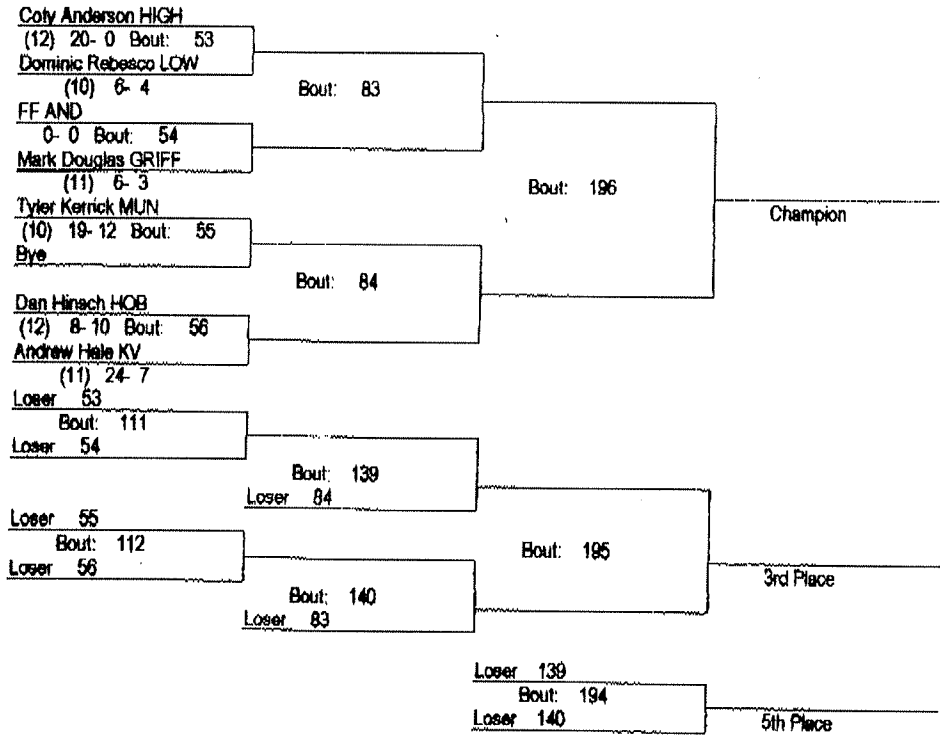 Coty Anderson HIGH
(12) 20- 0 Bout: 53
Dominic Rebesco LOW
(10) 6- 4
Bout: 83
FF AND
0- 0 Bout: 54
Mark Douglas GRIFF
(11) 6- 3
Bout: 196
Champion
Tyler Kerrick MUN
(10) 19- 12 Bout: 55
Bye
Bout: 84
Dan Hinsch HOB
(12) 8- 10 Bout: 56
Andrew Hale KV
(11) 24- 7
Loser 53
Bout: 111
Loser 54
Bout: 139
Loser 84
Loser 55
Bout: 112
Loser 56
Bout: 195
3rd Place
Bout: 140
Loser 83
Loser 139
Bout: 194
Loser 140
5th Place